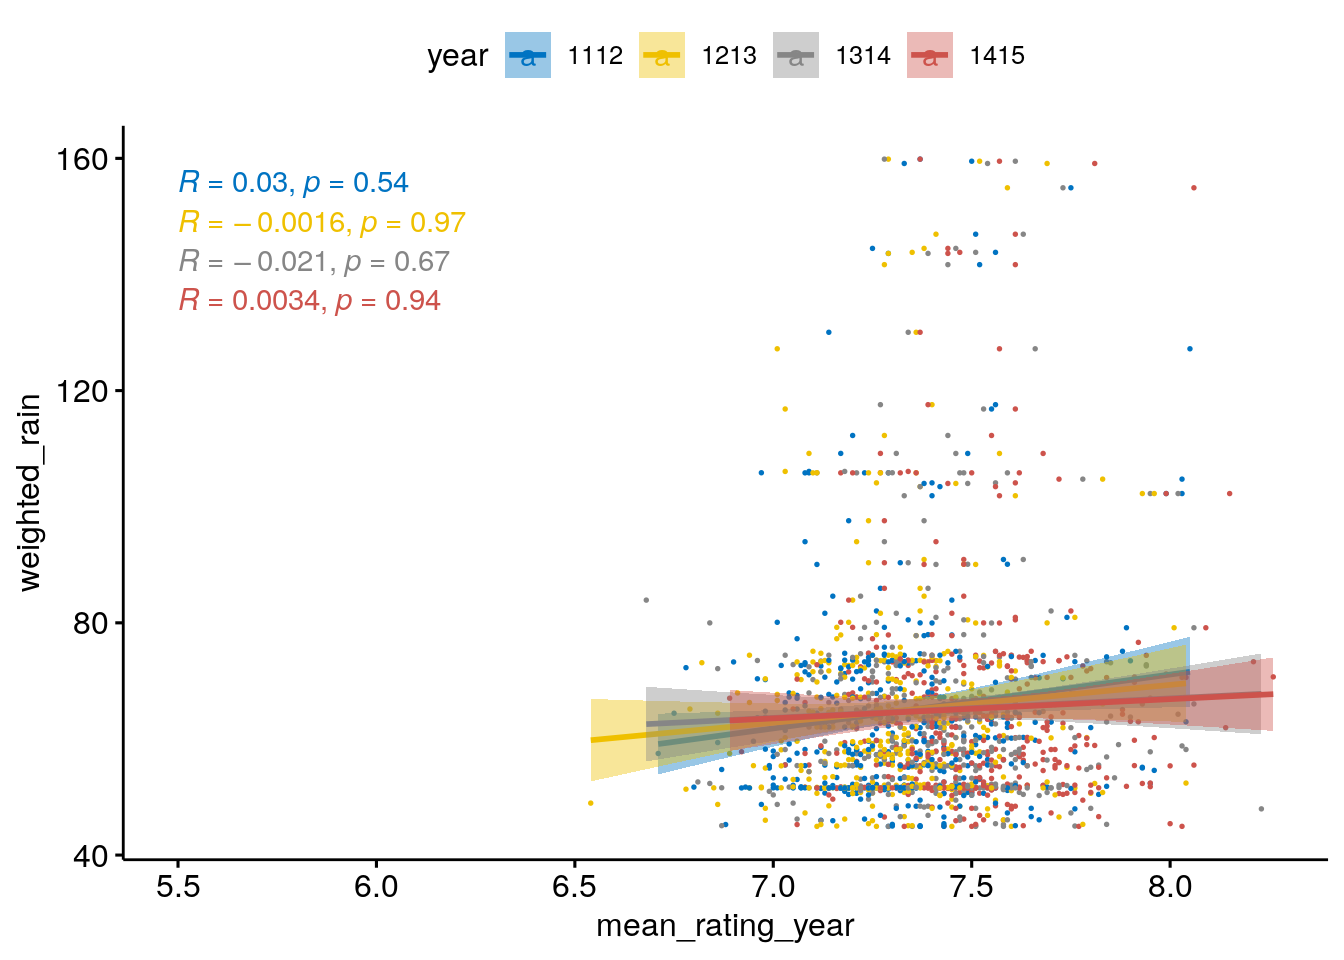 year a 1112 a 1213 a 1314 a 1415
160
R = 0.03, p = 0.54
R = −0.0016, p = 0.97
R = −0.021, p = 0.67
R = 0.0034, p = 0.94
120
weighted_rain
80
40
5.5 6.0 6.5 7.0 7.5 8.0
mean_rating_year